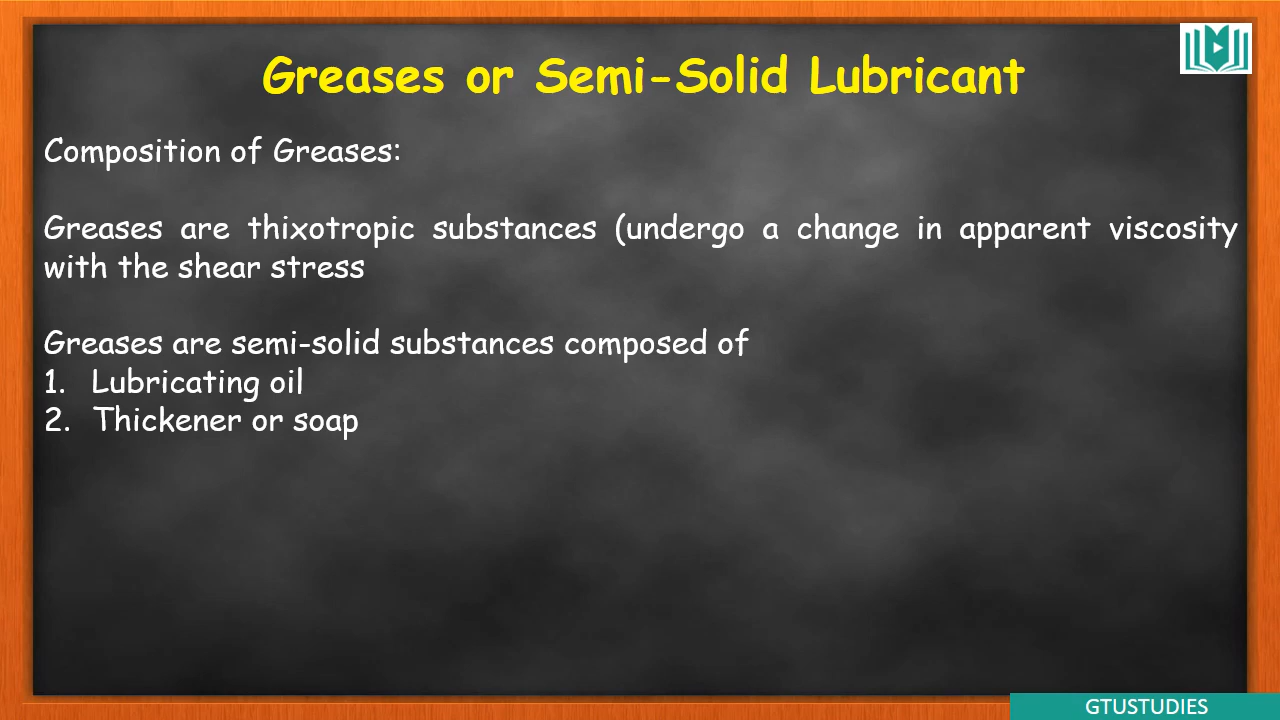 Greases or Semi-Solid Lubricant
Composition of Greases:
Greases are thixotropic substances (undergo a change in apparent viscosity
with the shear stress
Greases are semi-solid substances composed of
1. Lubricating oil
2. Thickener or soap
GTUSTUDIES